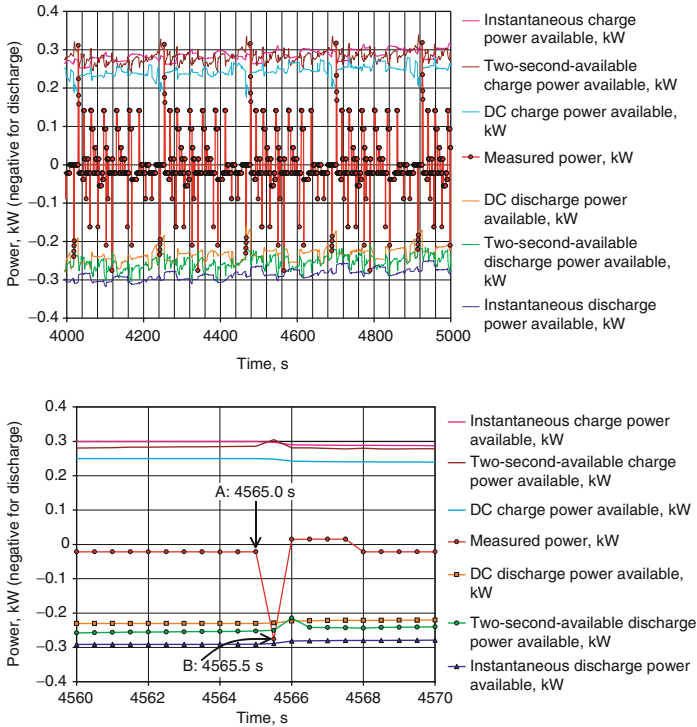 Power, kW (negative for discharge)
0.4
0.3
0.2
0.1
0
−0.1
−0.2
−0.3
−0.4
4000
4200
4400
4600
4800
5000
Time, s
Instantaneous charge
power available, kW
Two-second-available
charge power available, kW
DC charge power available,
kW
Measured power, kW
DC discharge power
available, kW
Two-second-available
discharge power available,
kW
Instantaneous discharge
power available, kW
Power, kW (negative for discharge)
0.4
0.3
0.2
0.1
0
−0.1
−0.2
−0.3
−0.4
A: 4565.0 s
B: 4565.5 s
4560
4562
4564
4566
4568
4570
Time, s
Instantaneous charge power
available, kW
Two-second-available charge
power available, kW
DC charge power available, kW
Measured power, kW
DC discharge power available,
kW
Two-second-available discharge
power available, kW
Instantaneous discharge power
available, kW